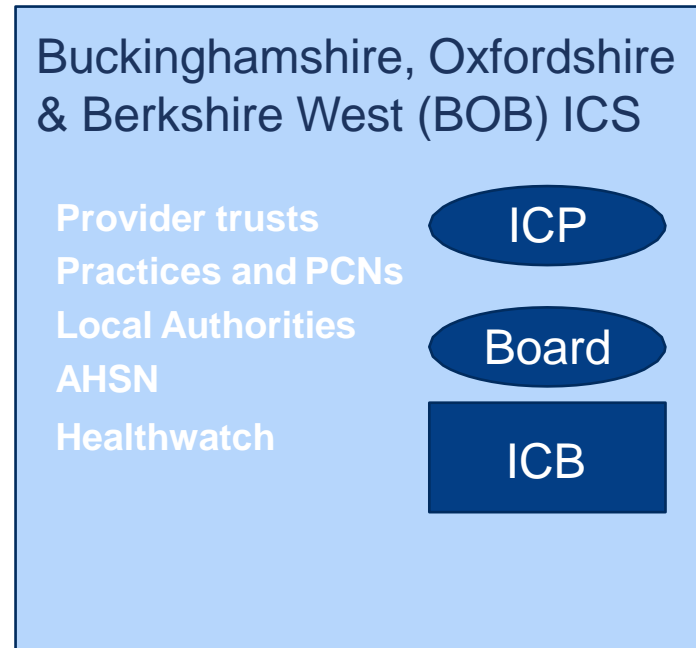 Buckinghamshire, Oxfordshire
& Berkshire West (BOB) ICS
Provider trusts
Practices and PCNs
Local Authorities
AHSN
Healthwatch
ICP
Board
ICB